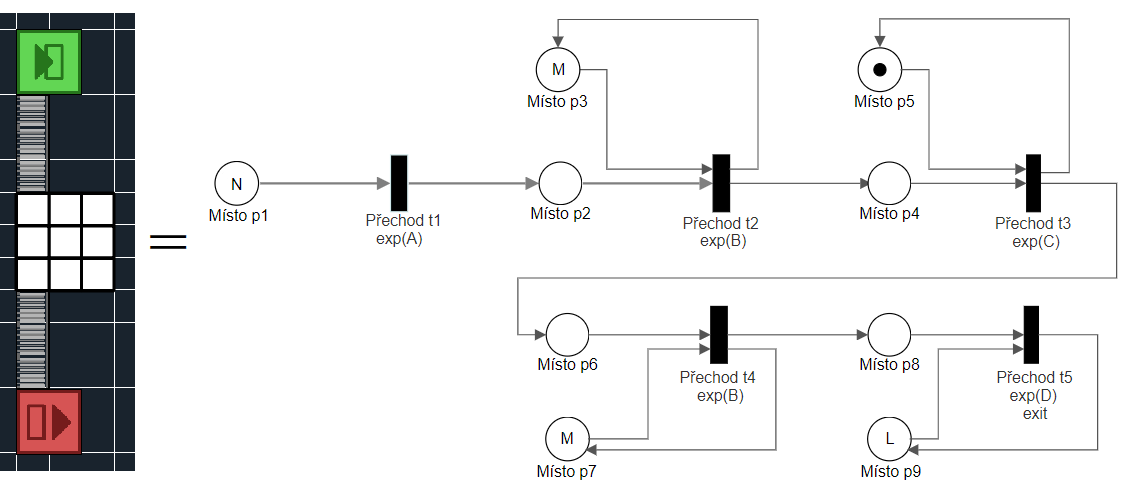 M
Místo p3
Místo p5
N
Místo p1
Přechod t1
exp(A)
Místo p2
Přechod t2
exp(B)
Místo p4
Přechod t3
exp(C)
=
Místo p6
Přechod t4
exp(B)
Místo p8
Přechod t5
exp(D)
exit
M
Místo p7
L
Místo p9